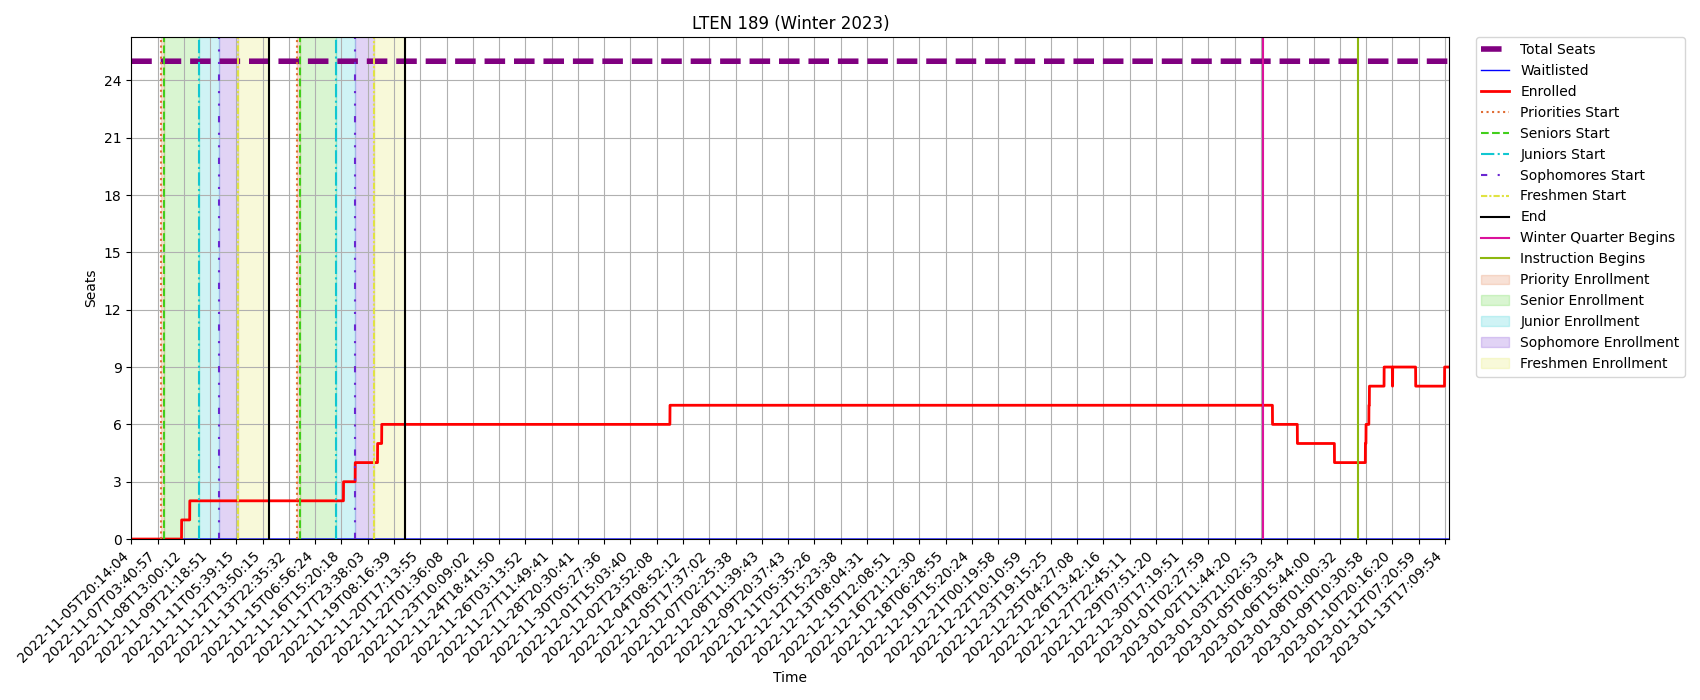 LTEN 189 (Winter 2023)
Seats
24
21
18
15
12
9
6
3
0
2022-11-05T20:14:04
2022-11-07T03:40:57
2022-11-08T13:00:12
2022-11-09T21:18:51
2022-11-11T05:39:15
2022-11-12T13:50:15
2022-11-13T22:35:32
2022-11-15T06:56:24
2022-11-16T15:20:18
2022-11-17T23:38:03
2022-11-19T08:16:39
2022-11-20T17:13:55
2022-11-22T01:36:08
2022-11-23T10:09:02
2022-11-24T18:41:50
2022-11-26T03:13:52
2022-11-27T11:49:41
2022-11-28T20:30:41
2022-11-30T05:27:36
2022-12-01T15:03:40
2022-12-02T23:52:08
2022-12-04T08:52:12
2022-12-05T17:37:02
2022-12-07T02:25:38
2022-12-08T11:39:43
2022-12-09T20:37:43
2022-12-11T05:35:26
2022-12-12T15:23:38
2022-12-13T08:04:31
2022-12-15T12:08:51
2022-12-16T21:12:30
2022-12-18T06:28:55
2022-12-19T15:20:24
2022-12-21T00:19:58
2022-12-22T10:10:59
2022-12-23T19:15:25
2022-12-25T04:27:08
2022-12-26T13:42:16
2022-12-27T22:45:11
2022-12-29T07:51:20
2022-12-30T17:19:51
2023-01-01T02:27:59
2023-01-02T11:44:20
2023-01-03T21:02:53
2023-01-05T06:30:54
2023-01-06T15:44:00
2023-01-08T01:00:32
2023-01-09T10:30:58
2023-01-10T20:16:20
2023-01-12T07:20:59
2023-01-13T17:09:54
Time
Total Seats
Waitlisted
Enrolled
Priorities Start
Seniors Start
Juniors Start
Sophomores Start
Freshmen Start
End
Winter Quarter Begins
Instruction Begins
Priority Enrollment
Senior Enrollment
Junior Enrollment
Sophomore Enrollment
Freshmen Enrollment